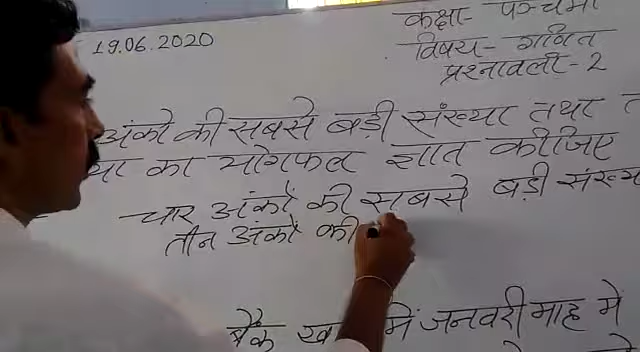 19.06.2020
कक्षा- पञ्चमी
विषय- गणित
प्रश्नावली-2
अंको की सबसे बड़ी संख्या तथा
का योगफल ज्ञात कीजिए
चार अंकों की सबसे बड़ी
तीन अंकों की
बैंक में जनवरी माह में